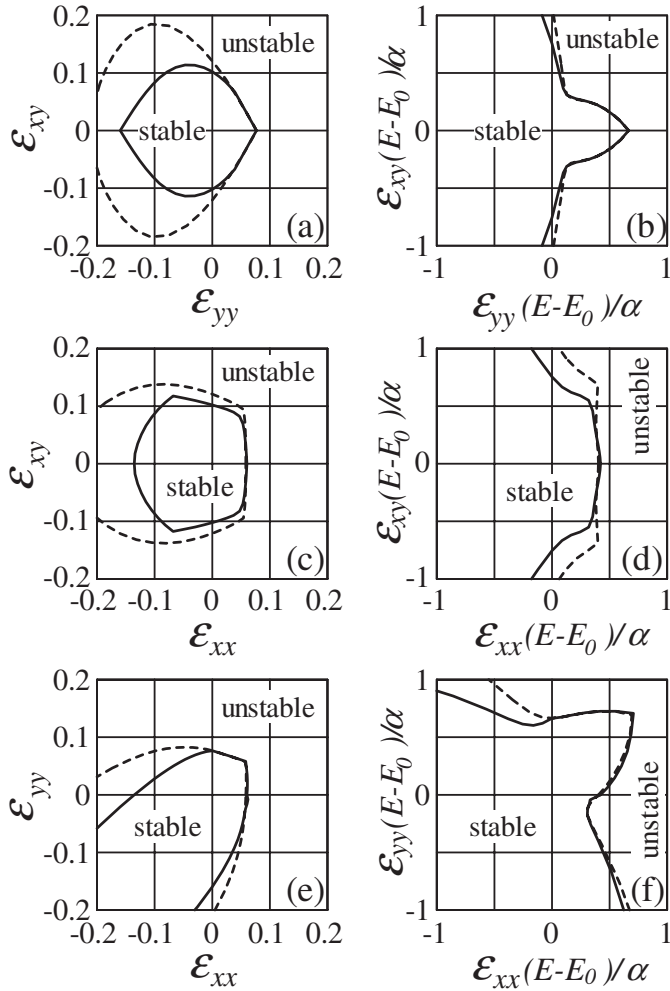 0.2
0.1
0
-0.1
-0.2
-0.2 -0.1 0 0.1 0.2
unstable
stable
(a)
ε_xy
ε_yy
1
0
-1
-1 0 1
unstable
stable
(b)
ε_xy(E-E_0)/α
ε_yy(E-E_0)/α
0.2
0.1
0
-0.1
-0.2
-0.2 -0.1 0 0.1 0.2
unstable
stable
(c)
ε_xy
ε_xx
1
0
-1
-1 0 1
unstable
stable
(d)
ε_xy(E-E_0)/α
ε_xx(E-E_0)/α
0.2
0.1
0
-0.1
-0.2
-0.2 -0.1 0 0.1 0.2
unstable
stable
(e)
ε_yy
ε_xx
1
0
-1
-1 0 1
unstable
stable
(f)
ε_yy(E-E_0)/α
ε_xx(E-E_0)/α